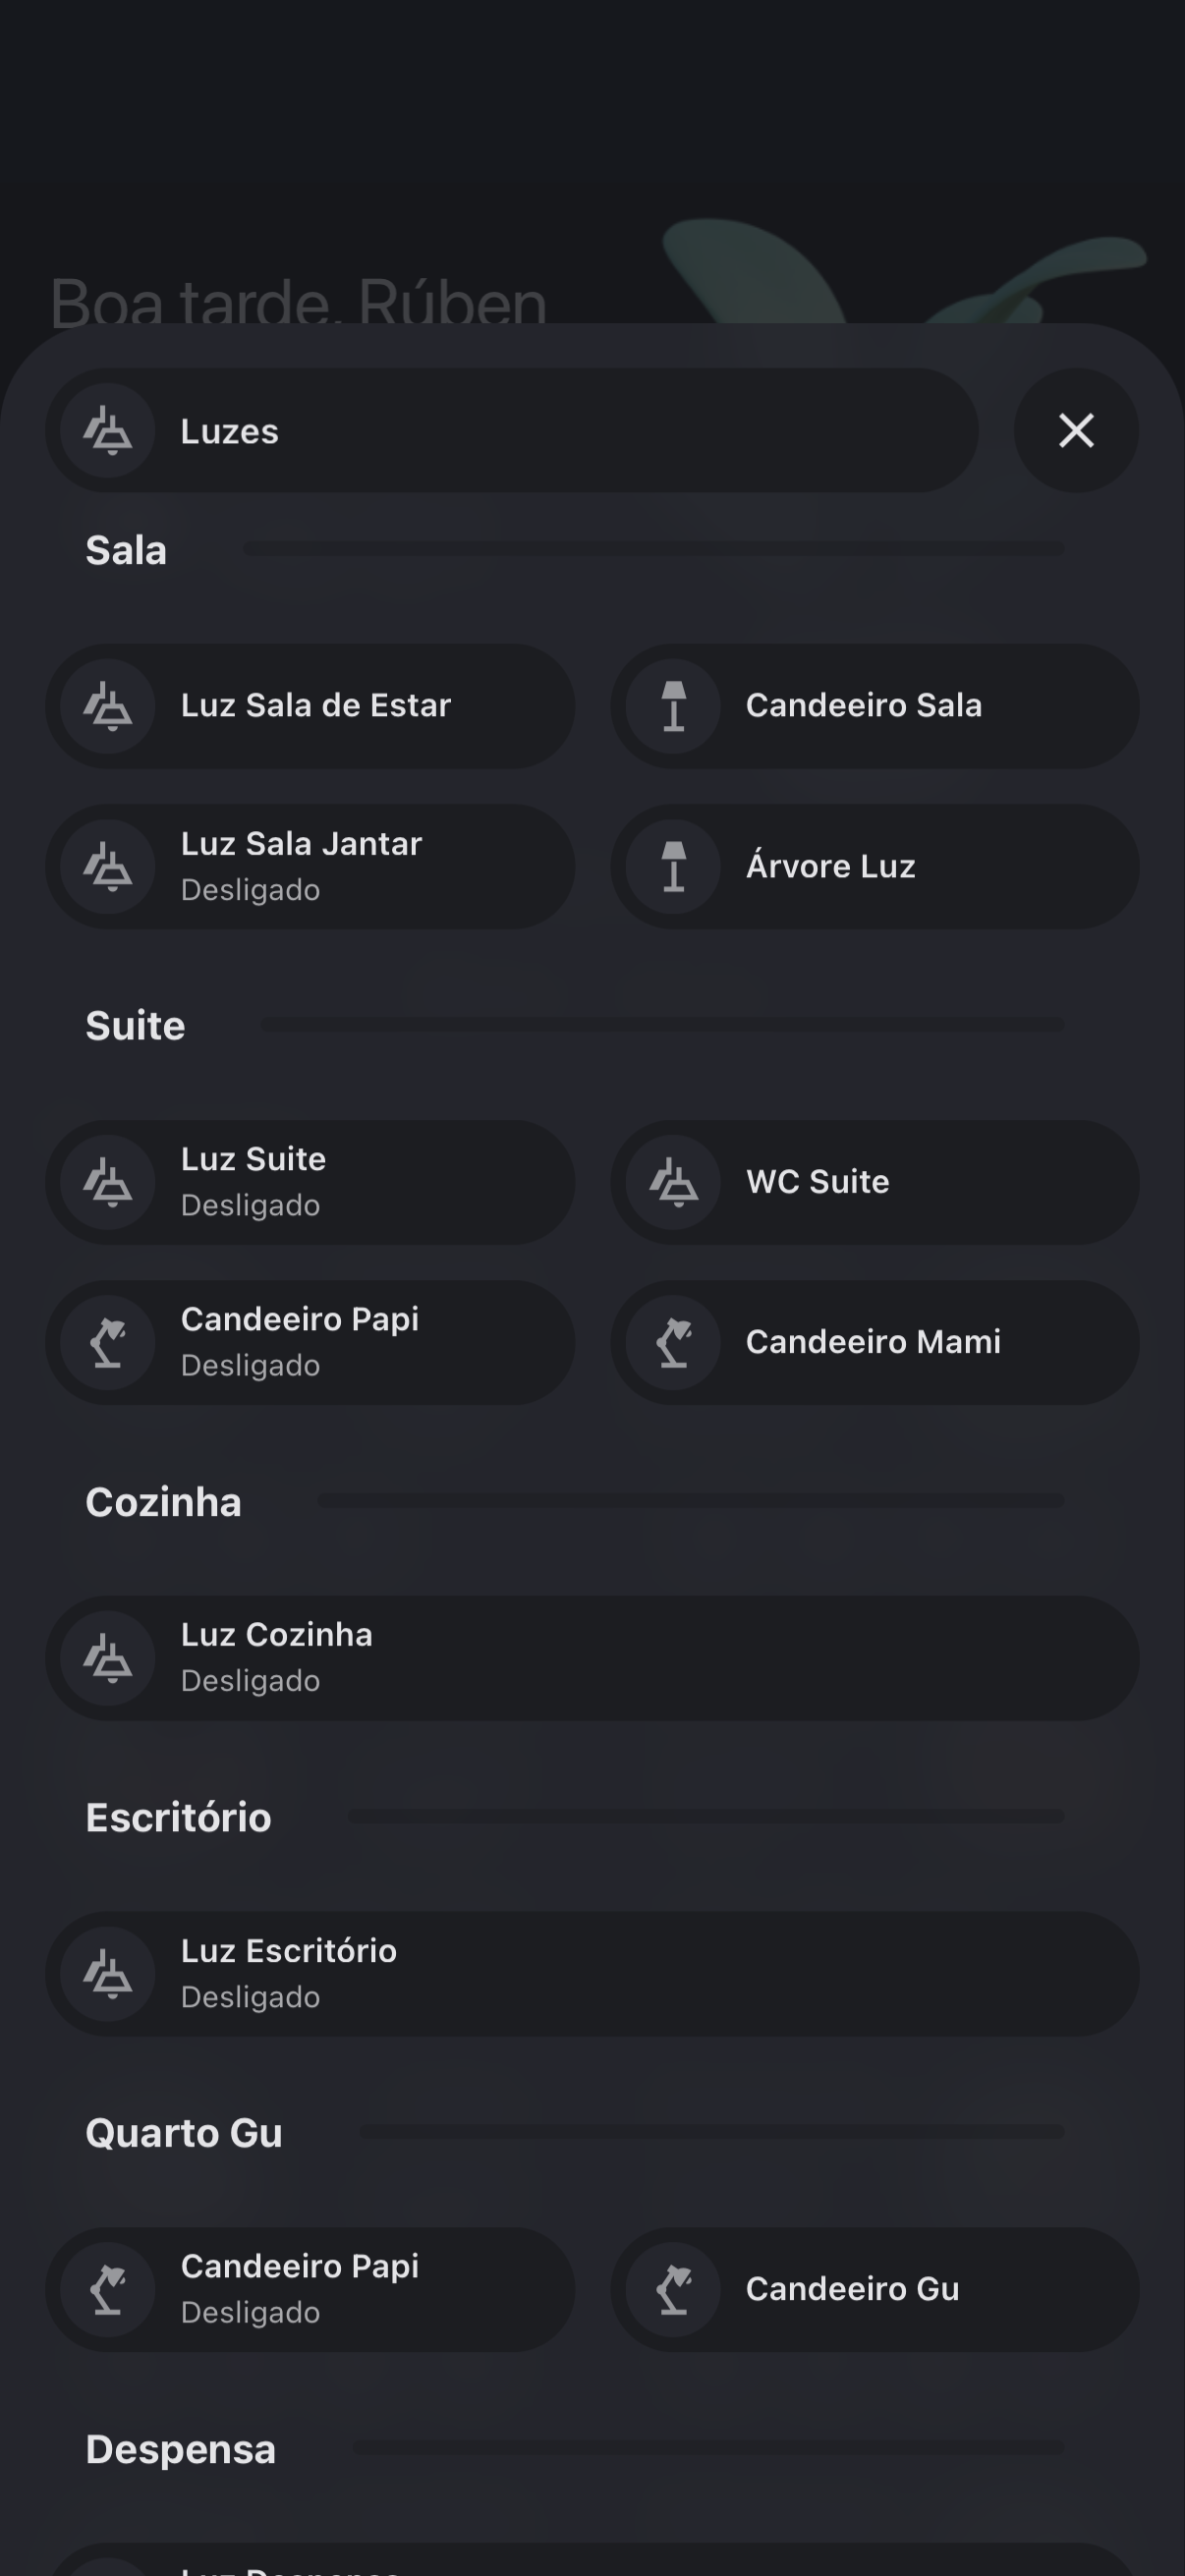 Boa tarde, Rúben
Luzes
Sala
Luz Sala de Estar
Candeeiro Sala
Luz Sala Jantar
Desligado
Árvore Luz
Suite
Luz Suite
Desligado
WC Suite
Candeeiro Papi
Desligado
Candeeiro Mami
Cozinha
Luz Cozinha
Desligado
Escritório
Luz Escritório
Desligado
Quarto Gu
Candeeiro Papi
Desligado
Candeeiro Gu
Despensa
Luz Despensa